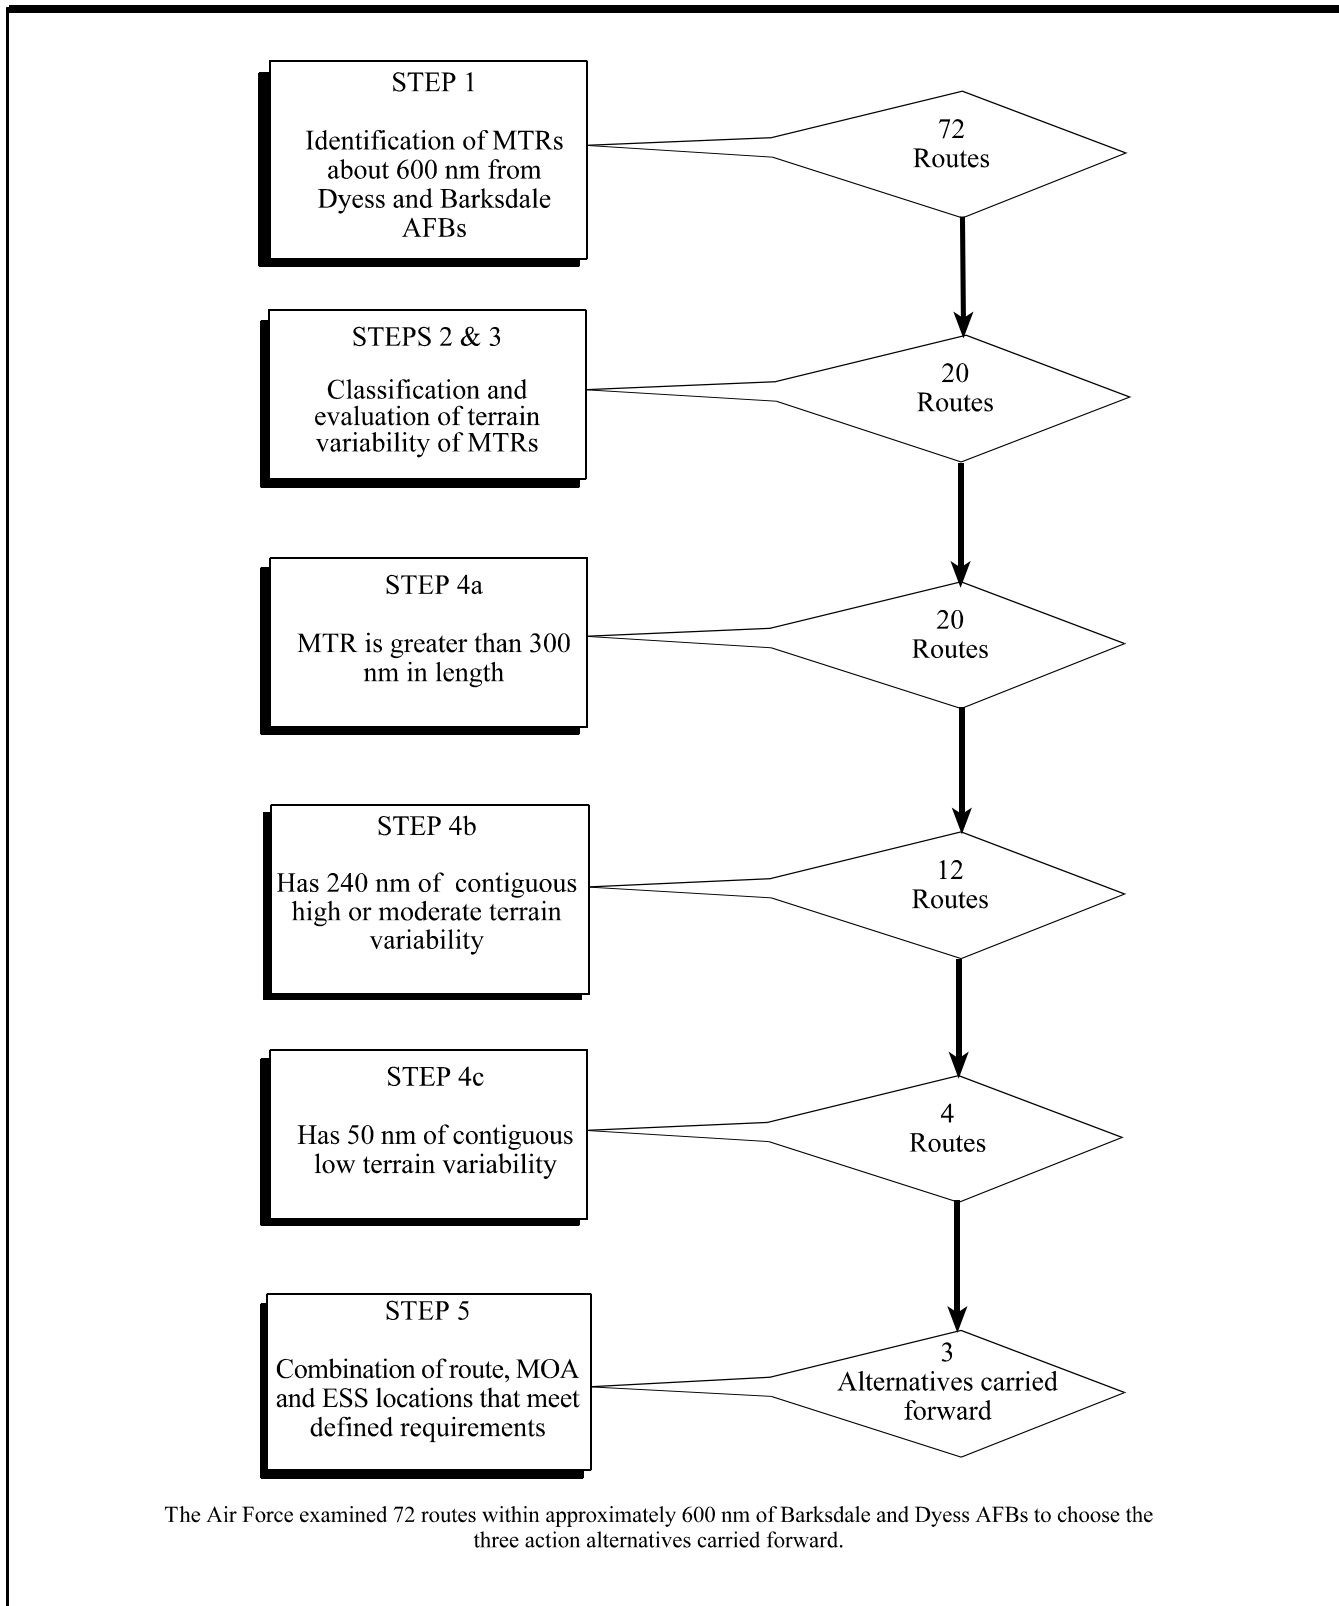 STEP 1
Identification of MTRs
about 600 nm from
Dyess and Barksdale
AFBs
72
Routes
STEPS 2 & 3
Classification and
evaluation of terrain
variability of MTRs
20
Routes
STEP 4a
MTR is greater than 300
nm in length
20
Routes
STEP 4b
Has 240 nm of contiguous
high or moderate terrain
variability
12
Routes
STEP 4c
Has 50 nm of contiguous
low terrain variability
4
Routes
STEP 5
Combination of route, MOA
and ESS locations that meet
defined requirements
3
Alternatives carried
forward
The Air Force examined 72 routes within approximately 600 nm of Barksdale and Dyess AFBs to choose the
three action alternatives carried forward.